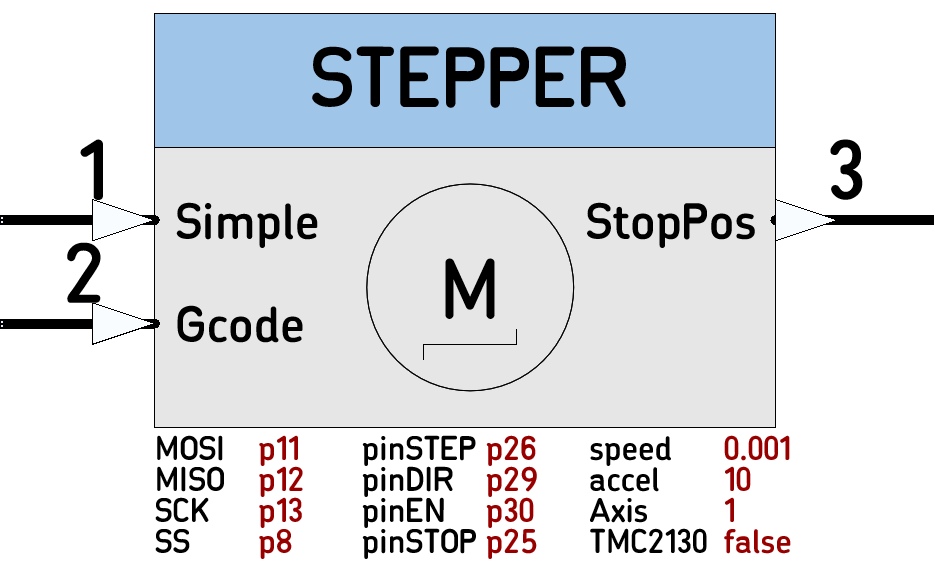 STEPPER
1
3
Simple
StopPos
2
M
Gcode
MOSI p11 pinSTEP p26 speed 0.001
MISO p12 pinDIR p29 accel 10
SCK p13 pinEN p30 Axis 1
SS p8 pinSTOP p25 TMC2130 false